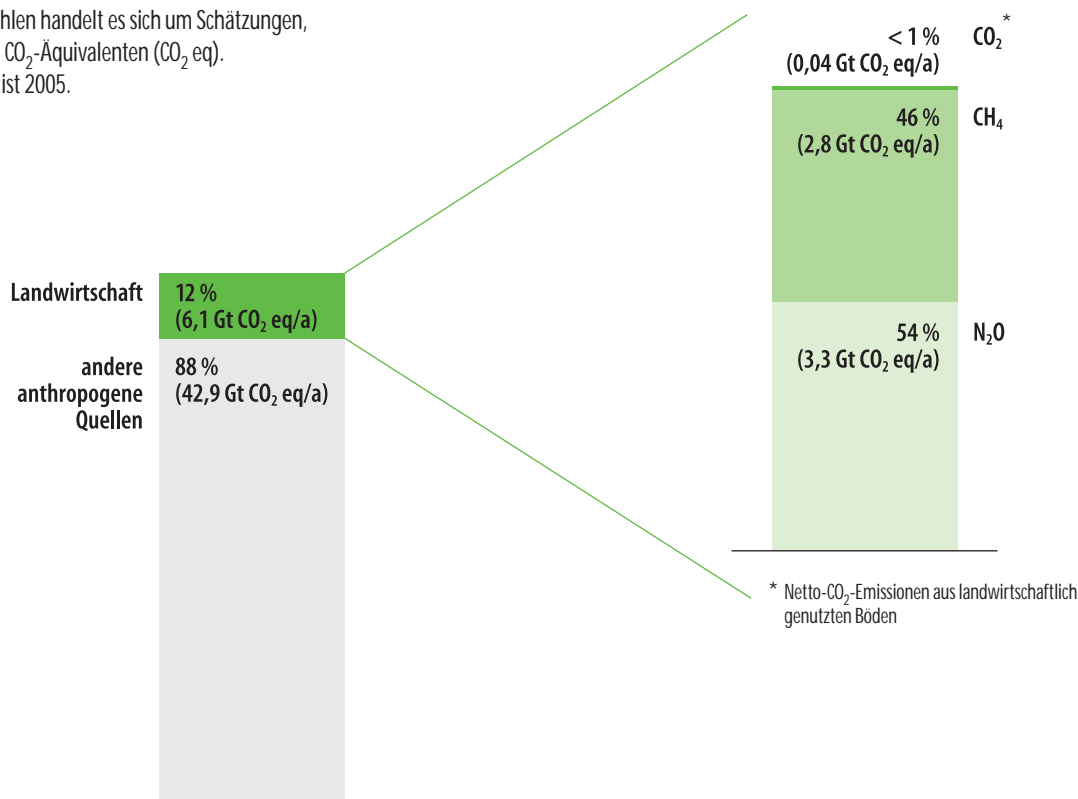 hlen handelt es sich um Schätzungen,
CO₂-Äquivalenten (CO₂ eq).
ist 2005.
< 1 % CO₂*
(0,04 Gt CO₂ eq/a)
46 % CH₄
(2,8 Gt CO₂ eq/a)
Landwirtschaft 12 %
(6,1 Gt CO₂ eq/a)
54 % N₂O
(3,3 Gt CO₂ eq/a)
andere 88 %
anthropogene (42,9 Gt CO₂ eq/a)
Quellen
* Netto-CO₂-Emissionen aus landwirtschaftlich
genutzten Böden